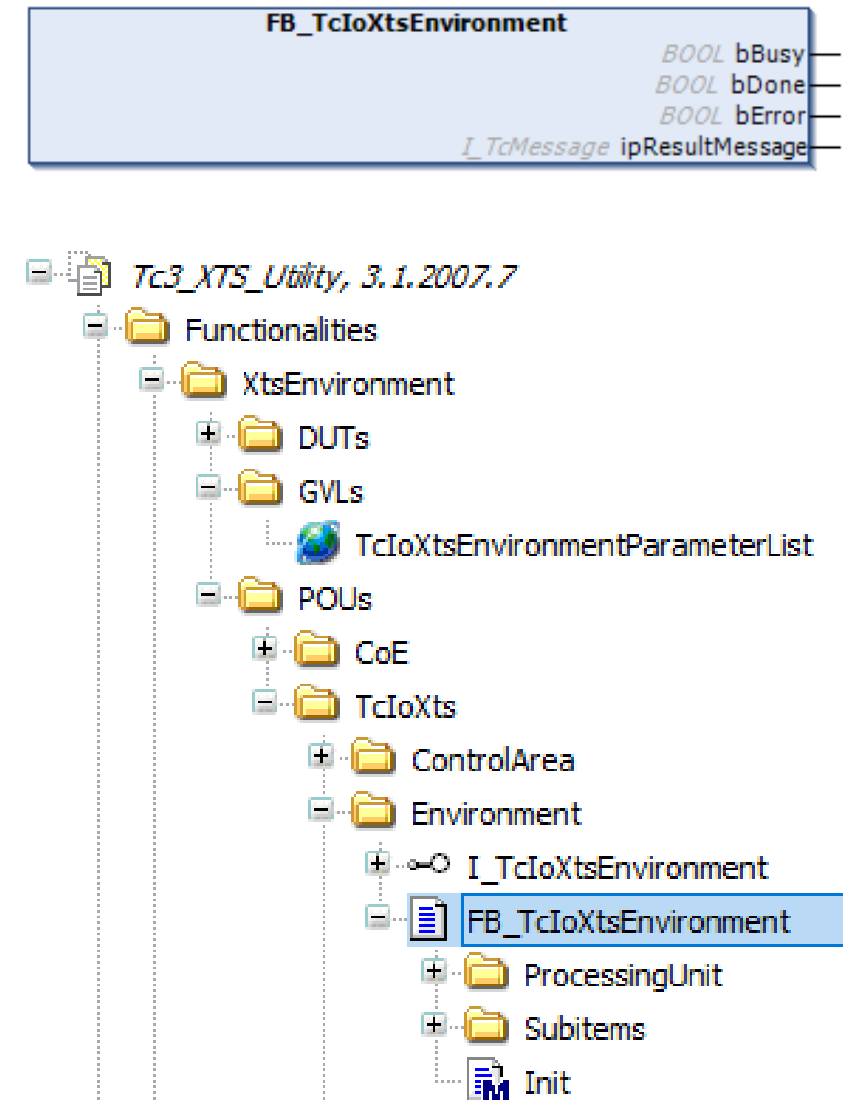 FB_TcIoXtsEnvironment
BOOL bBusy
BOOL bDone
BOOL bError
I_TcMessage ipResultMessage
Tc3_XTS_Utility, 3.1.2007.7
Functionalities
XtsEnvironment
DUTs
GVLs
TcIoXtsEnvironmentParameterList
POUs
CoE
TcIoXts
ControlArea
Environment
I_TcIoXtsEnvironment
FB_TcIoXtsEnvironment
ProcessingUnit
Subitems
Init